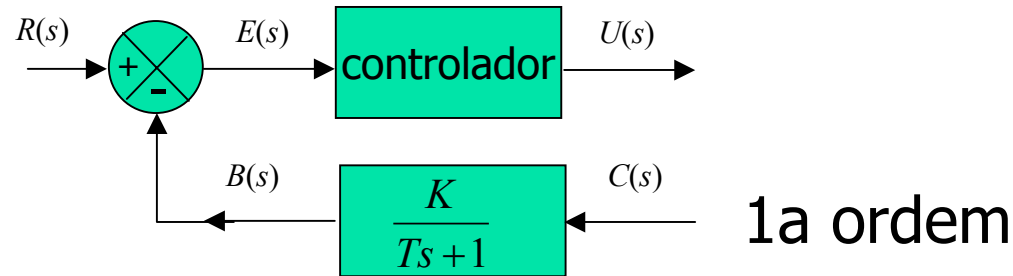 R(s) E(s) U(s)
+ controlador
-
B(s) C(s)
K
Ts + 1
1a ordem